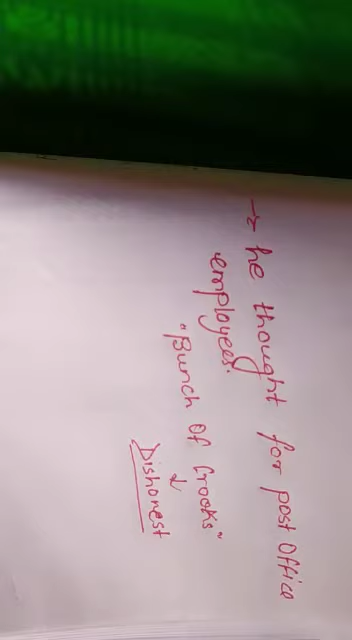 → he thought for post office
employees.
"Bunch Of Crooks"
↓
Dishonest